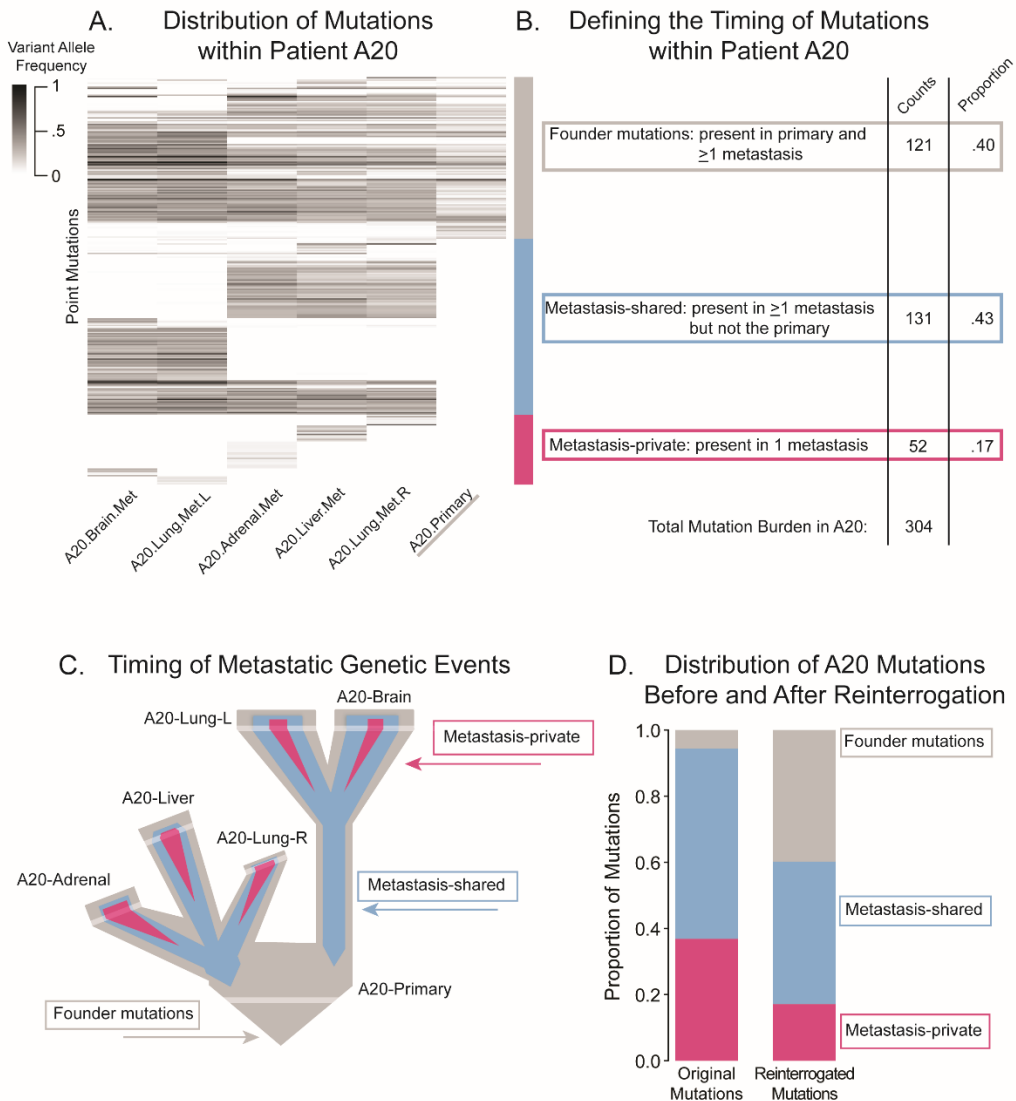 A. Distribution of Mutations
within Patient A20
Variant Allele
Frequency
1
.5
0
Point Mutations
A20.Brain.Met
A20.Lung.Met.L
A20.Adrenal.Met
A20.Liver.Met
A20.Lung.Met.R
A20.Primary
B. Defining the Timing of Mutations
within Patient A20
Counts
Proportion
Founder mutations: present in primary and
≥1 metastasis
121
.40
Metastasis-shared: present in ≥1 metastasis
but not the primary
131
.43
Metastasis-private: present in 1 metastasis
52
.17
Total Mutation Burden in A20:
304
C. Timing of Metastatic Genetic Events
A20-Lung-L
A20-Brain
Metastasis-private
A20-Liver
A20-Lung-R
A20-Adrenal
Metastasis-shared
A20-Primary
Founder mutations
D. Distribution of A20 Mutations
Before and After Reinterrogation
Proportion of Mutations
1.0
0.8
0.6
0.4
0.2
0.0
Founder mutations
Metastasis-shared
Metastasis-private
Original
Mutations
Reinterrogated
Mutations